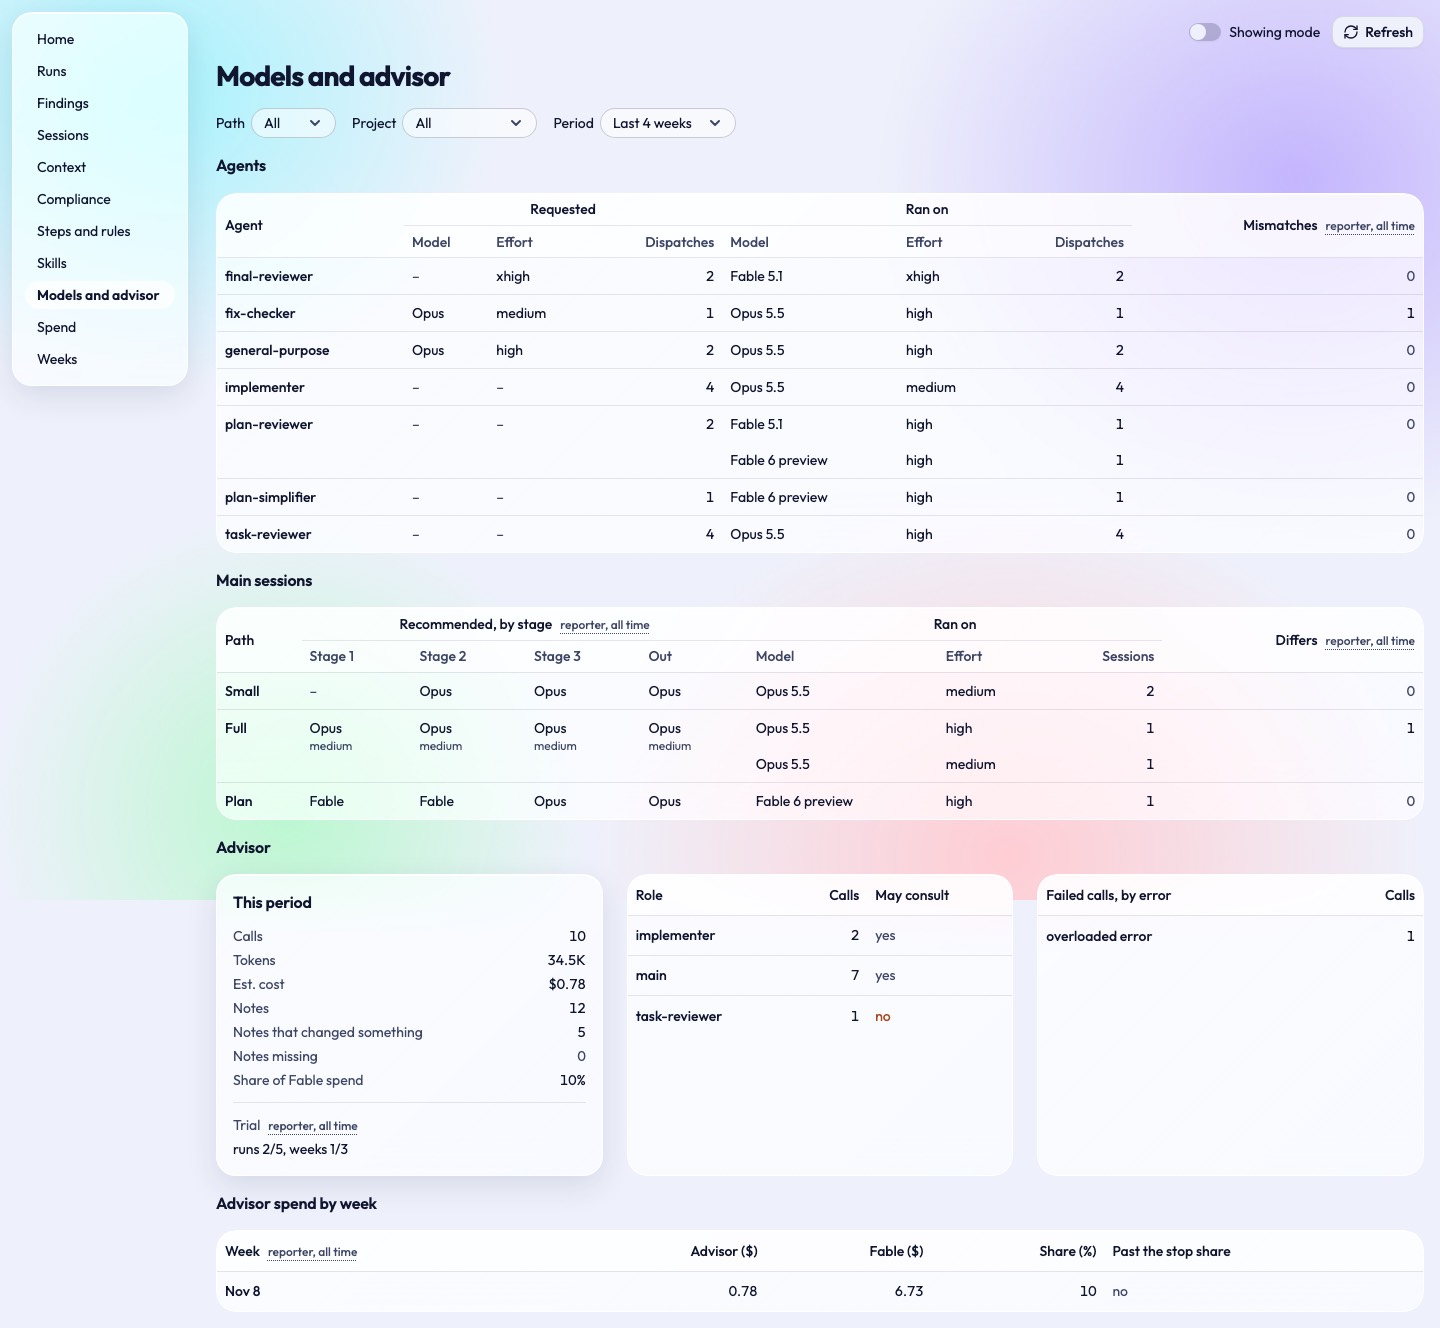 Home
Runs
Findings
Sessions
Context
Compliance
Steps and rules
Skills
Models and advisor
Spend
Weeks
Showing mode Refresh
Models and advisor
Path All Project All Period Last 4 weeks
Agents
Agent Requested Ran on Mismatches reporter, all time
Model Effort Dispatches Model Effort Dispatches
final-reviewer – xhigh 2 Fable 5.1 xhigh 2 0
fix-checker Opus medium 1 Opus 5.5 high 1 1
general-purpose Opus high 2 Opus 5.5 high 2 0
implementer – – 4 Opus 5.5 medium 4 0
plan-reviewer – – 2 Fable 5.1 high 1 0
Fable 6 preview high 1
plan-simplifier – – 1 Fable 6 preview high 1 0
task-reviewer – – 4 Opus 5.5 high 4 0
Main sessions
Path Recommended, by stage reporter, all time Ran on Differs reporter, all time
Stage 1 Stage 2 Stage 3 Out Model Effort Sessions
Small – Opus Opus Opus Opus 5.5 medium 2 0
Full Opus Opus Opus Opus Opus 5.5 high 1 1
medium medium medium medium
Opus 5.5 medium 1
Plan Fable Fable Opus Opus Fable 6 preview high 1 0
Advisor
This period
Calls 10
Tokens 34.5K
Est. cost $0.78
Notes 12
Notes that changed something 5
Notes missing 0
Share of Fable spend 10%
Trial reporter, all time
runs 2/5, weeks 1/3
Role Calls May consult
implementer 2 yes
main 7 yes
task-reviewer 1 no
Failed calls, by error Calls
overloaded error 1
Advisor spend by week
Week reporter, all time Advisor ($) Fable ($) Share (%) Past the stop share
Nov 8 0.78 6.73 10 no